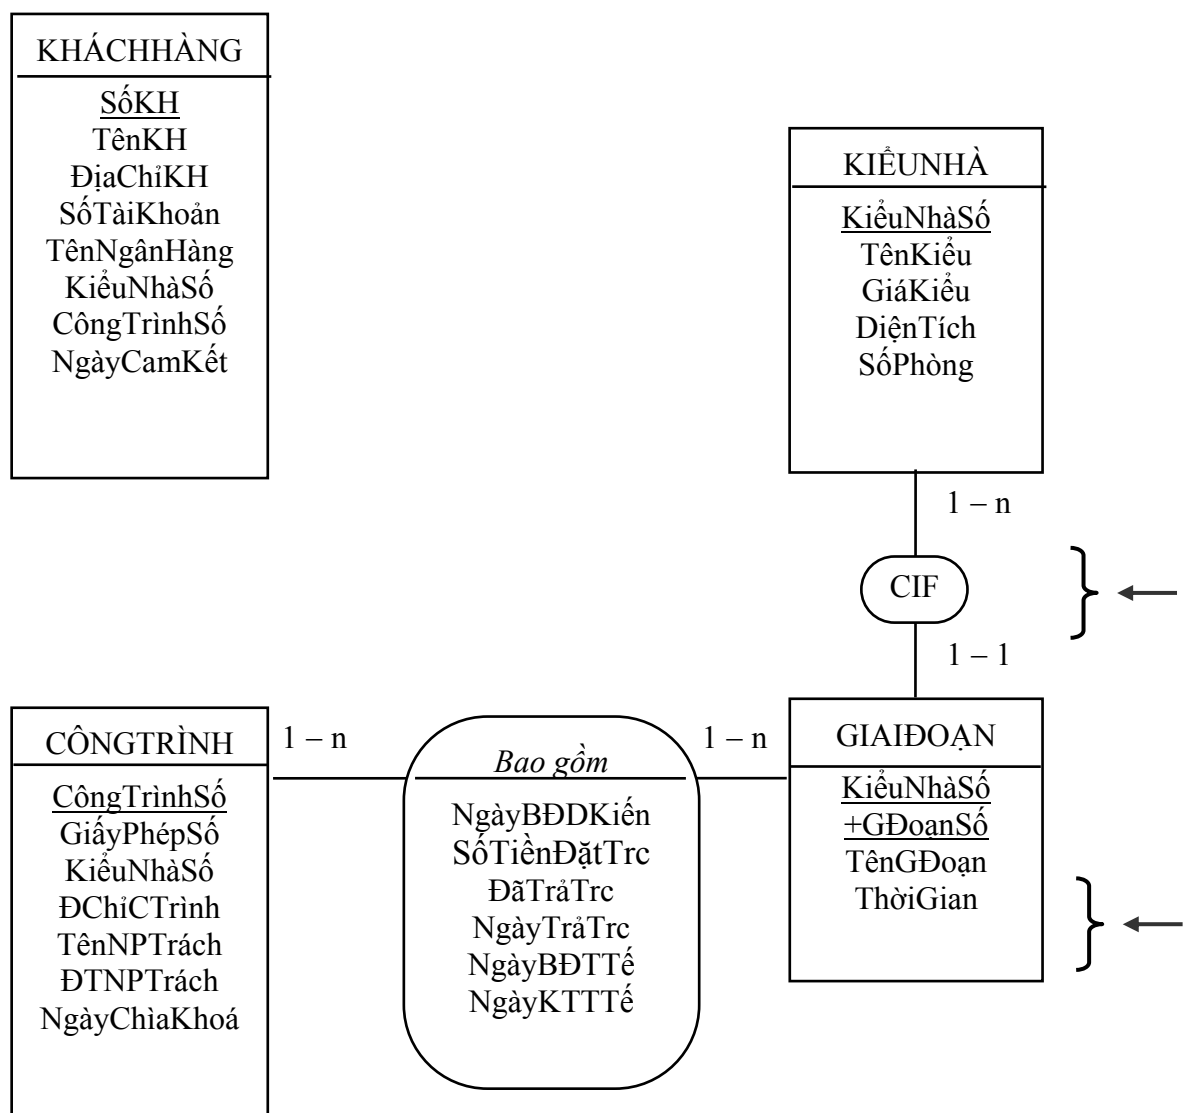 KHÁCHHÀNG
SốKH
TênKH
ĐịaChỉKH
SốTàiKhoản
TênNgânHàng
KiểuNhàSố
CôngTrìnhSố
NgàyCamKết
KIỂUNHÀ
KiểuNhàSố
TênKiểu
GiáKiểu
DiệnTích
SốPhòng
1 – n
CIF
1 – 1
CÔNGTRÌNH
CôngTrìnhSố
GiấyPhépSố
KiểuNhàSố
ĐChỉCTrình
TênNPTrách
ĐTNPTrách
NgàyChìaKhoá
1 – n
Bao gồm
NgàyBĐDKiến
SốTiềnĐặtTrc
ĐãTrảTrc
NgàyTrảTrc
NgàyBĐTTế
NgàyKTTTế
1 – n
GIAIĐOẠN
KiểuNhàSố
+GĐoạnSố
TênGĐoạn
ThờiGian